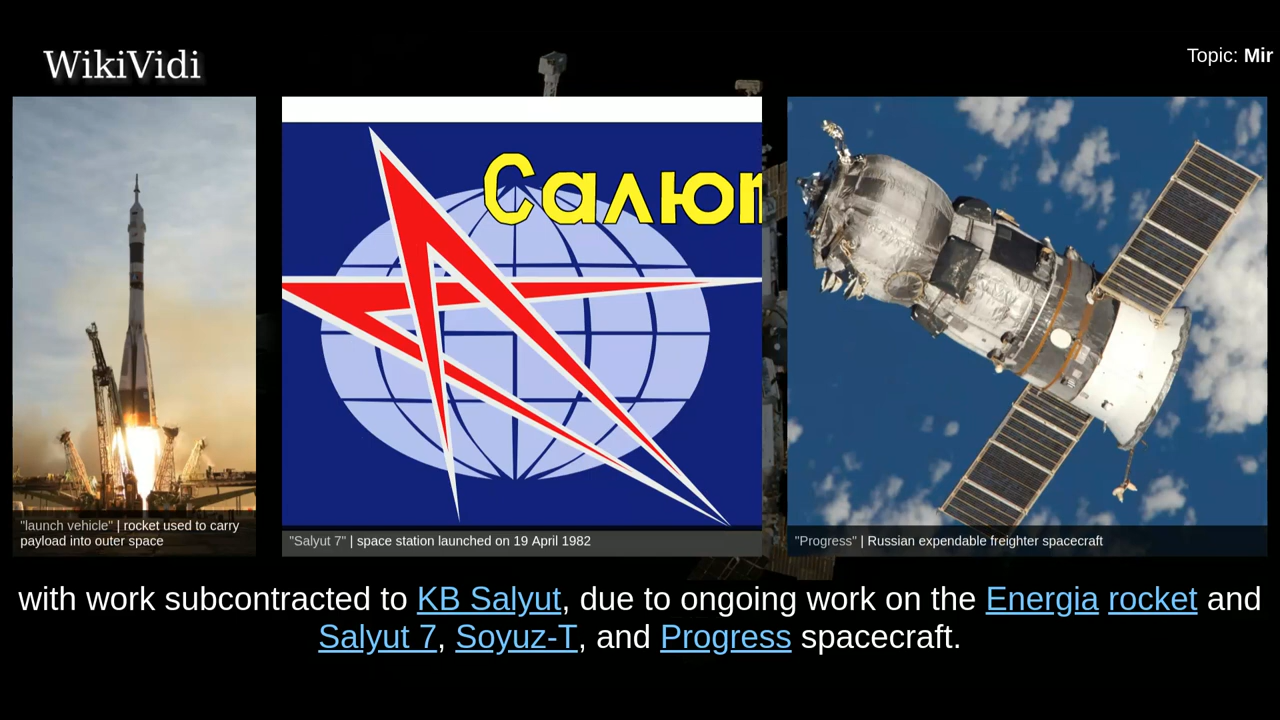 WikiVidi
Topic: Mir
Салют
"launch vehicle" | rocket used to carry
payload into outer space
"Salyut 7" | space station launched on 19 April 1982
"Progress" | Russian expendable freighter spacecraft
with work subcontracted to KB Salyut, due to ongoing work on the Energia rocket and
Salyut 7, Soyuz-T, and Progress spacecraft.